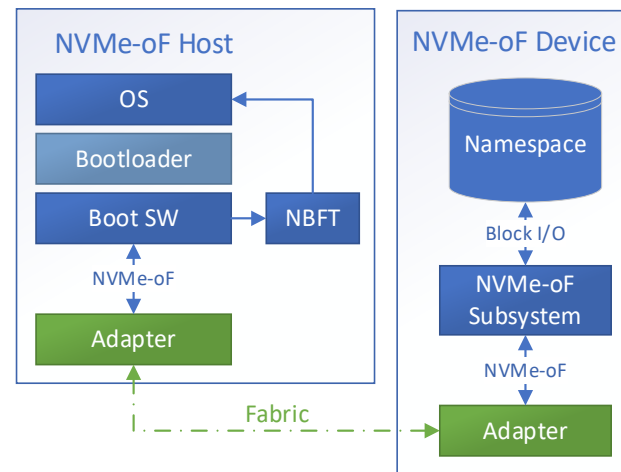 NVMe-oF Host
OS
Bootloader
Boot SW
NBFT
NVMe-oF
Adapter
Fabric
NVMe-oF Device
Namespace
Block I/O
NVMe-oF
Subsystem
NVMe-oF
Adapter